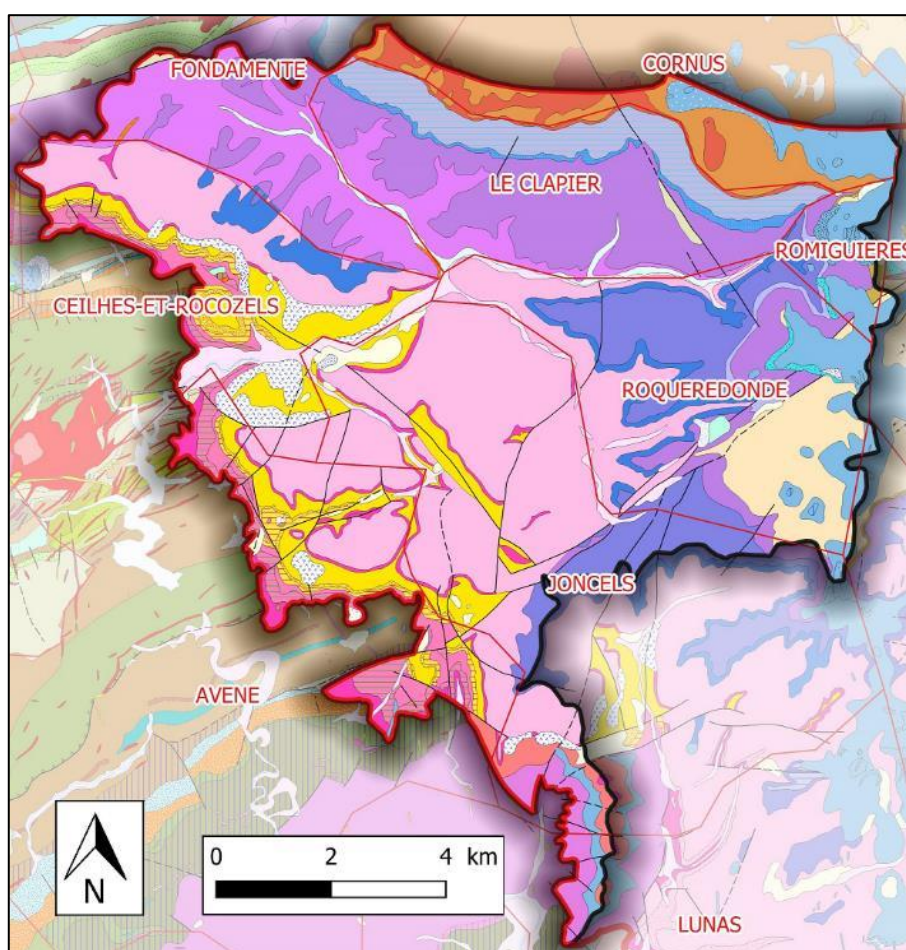 FONDAMENTE
CORNUS
LE CLAPIER
ROMIGUIERES
CEILHES-ET-ROCOZELS
ROQUEREDONDE
JONCELS
AVENE
N
0 2 4 km
LUNAS